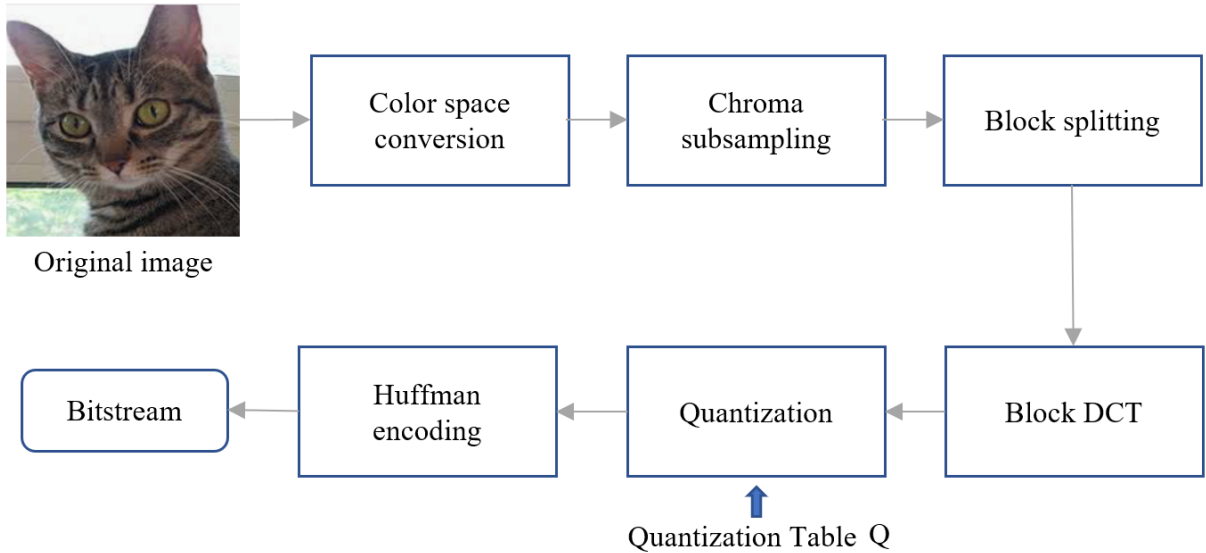 Original image
Color space
conversion
Chroma
subsampling
Block splitting
Block DCT
Quantization
Quantization Table Q
Huffman
encoding
Bitstream